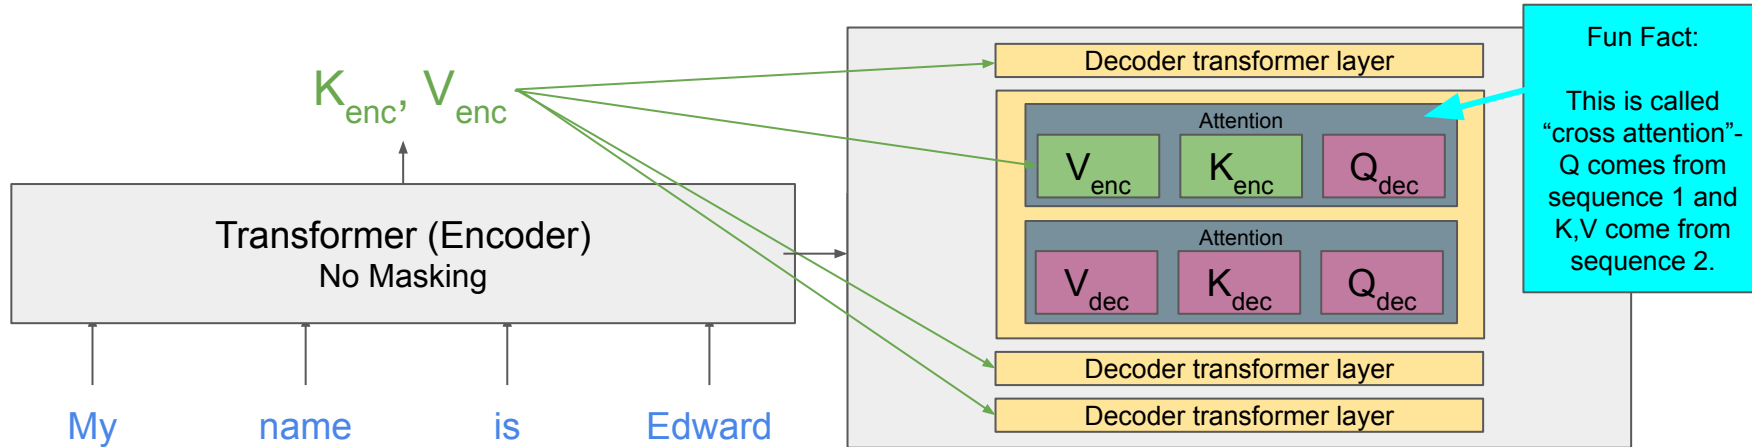 K_enc, V_enc
Transformer (Encoder)
No Masking
My name is Edward
Decoder transformer layer
Attention
V_enc K_enc Q_dec
Attention
V_dec K_dec Q_dec
Decoder transformer layer
Decoder transformer layer
Fun Fact:
This is called
“cross attention”-
Q comes from
sequence 1 and
K,V come from
sequence 2.